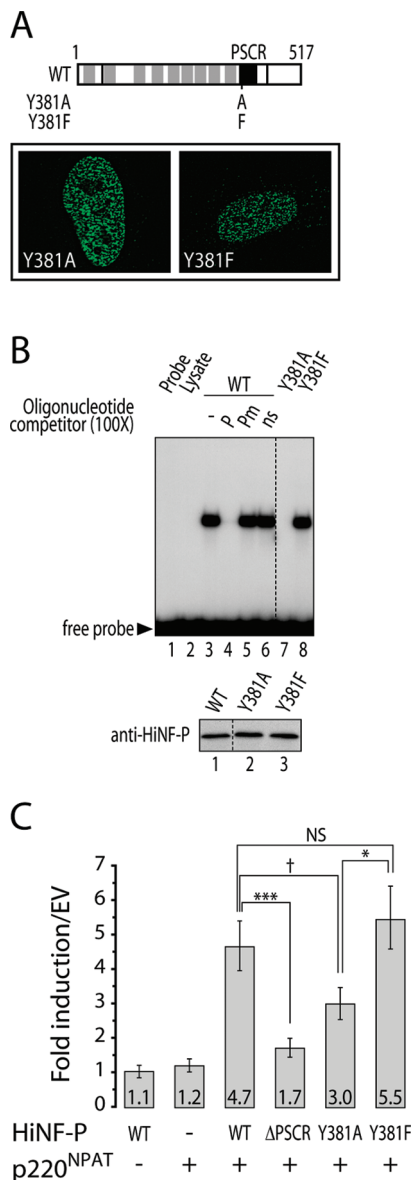 A
1 PSCR 517
WT
Y381A A
Y381F F
Y381A Y381F
B
Probe Lysate WT Y381A Y381F
Oligonucleotide competitor (100X) - P Pm ns
free probe
1 2 3 4 5 6 7 8
WT Y381A Y381F
anti-HiNF-P
1 2 3
C
NS
† *
***
Fold induction/EV
7
6
5
4
3
2
1
0
1.1 1.2 4.7 1.7 3.0 5.5
HiNF-P WT - WT ΔPSCR Y381A Y381F
p220NPAT - + + + + +